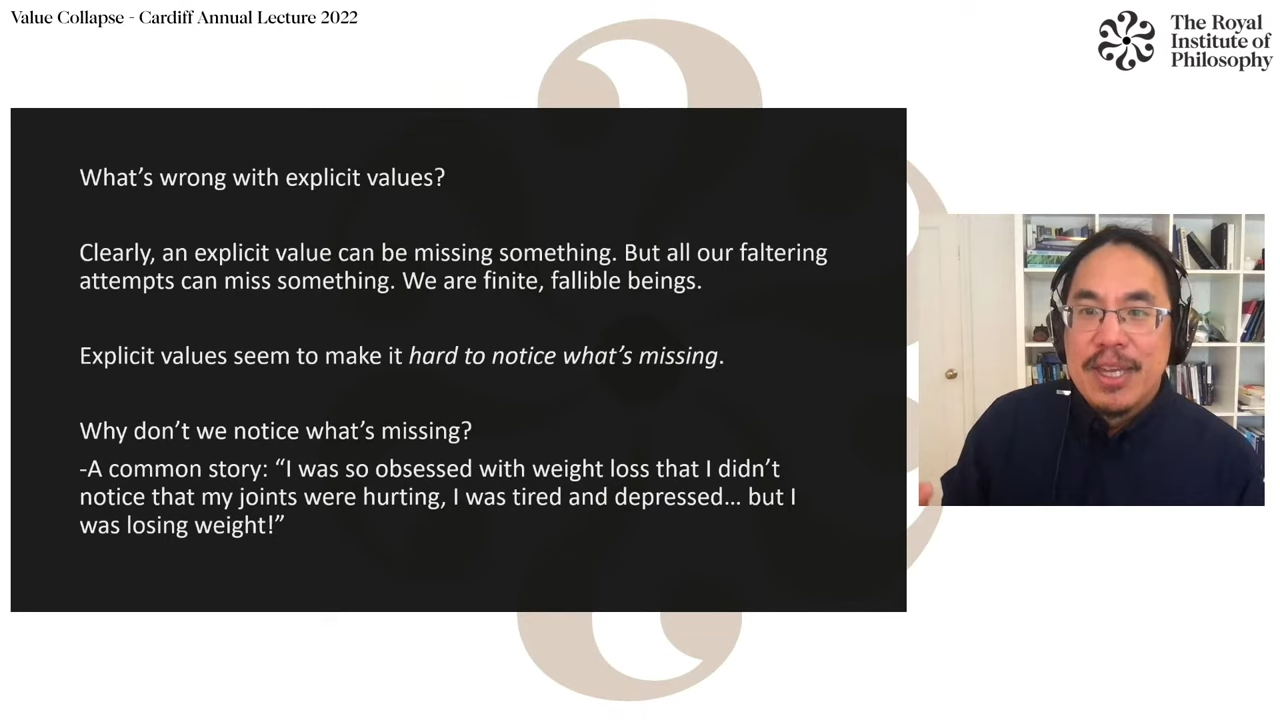 Value Collapse - Cardiff Annual Lecture 2022
The Royal
Institute of
Philosophy
What’s wrong with explicit values?
Clearly, an explicit value can be missing something. But all our faltering
attempts can miss something. We are finite, fallible beings.
Explicit values seem to make it hard to notice what’s missing.
Why don’t we notice what’s missing?
-A common story: “I was so obsessed with weight loss that I didn’t
notice that my joints were hurting, I was tired and depressed… but I
was losing weight!”